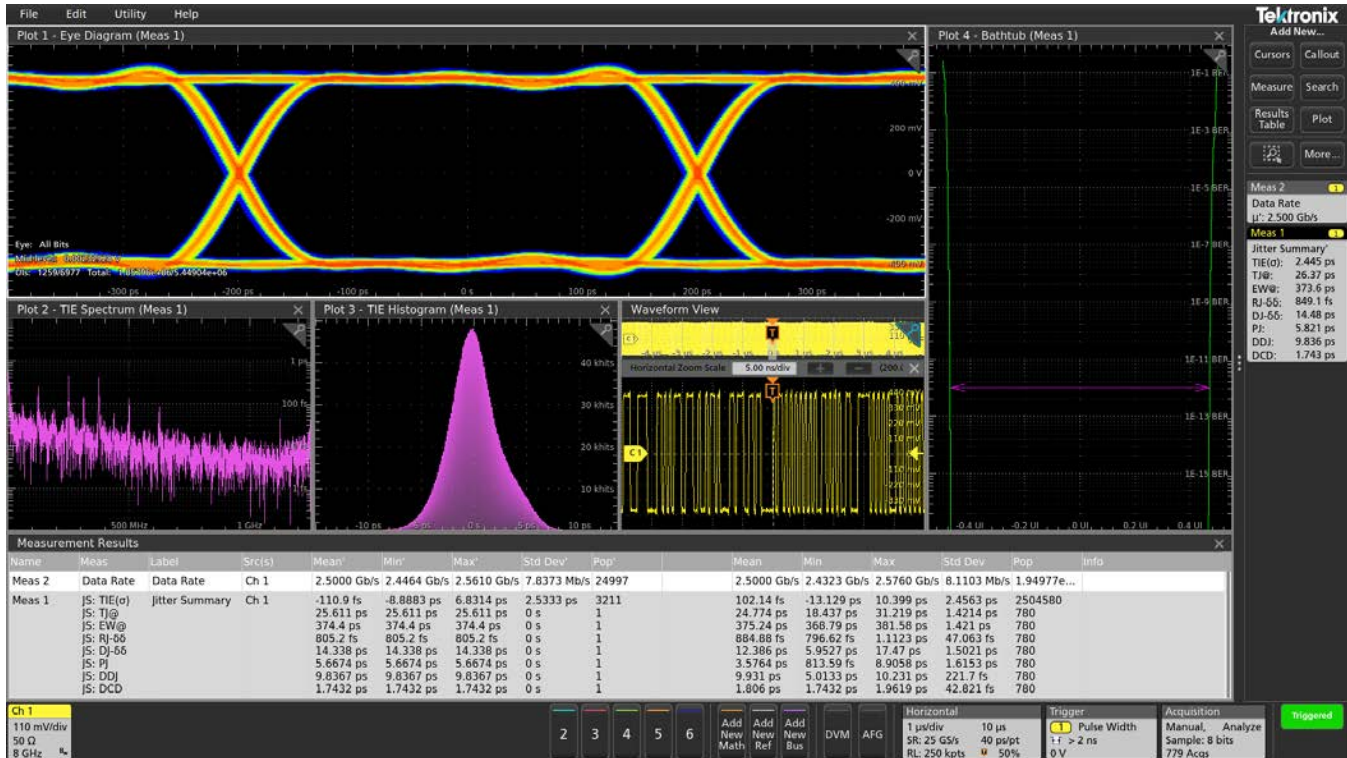 File Edit Utility Help
Tektronix
Add New...
Cursors Callout
Measure Search
Results Table Plot
More...
Plot 1 - Eye Diagram (Meas 1)
200 mV
0 V
-200 mV
Eye: All Bits
-300 ps -200 ps -100 ps 0 s 100 ps 200 ps 300 ps
Plot 4 - Bathtub (Meas 1)
1E-1 BER
1E-3 BER
1E-5 BER
1E-7 BER
1E-9 BER
1E-11 BER
1E-13 BER
1E-15 BER
-0.4 UI -0.2 UI 0 UI 0.2 UI 0.4 UI
Meas 2 1
Data Rate
μ': 2.500 Gb/s
Meas 1 1
Jitter Summary'
TIE(σ): 2.445 ps
TJ@: 26.37 ps
EW@: 373.6 ps
RJ-δδ: 849.1 fs
DJ-δδ: 14.48 ps
PJ: 5.821 ps
DDJ: 9.836 ps
DCD: 1.743 ps
Plot 2 - TIE Spectrum (Meas 1)
1 ps
100 fs
1 fs
500 MHz 1 GHz
Plot 3 - TIE Histogram (Meas 1)
40 khits
30 khits
20 khits
10 khits
-10 ps -5 ps 0 s 5 ps 10 ps
Waveform View
Horizontal Zoom Scale 5.00 ns/div
C1
Measurement Results
Name Meas Label Src(s) Mean' Min' Max' Std Dev' Pop' Mean Min Max Std Dev Pop Info
Meas 2 Data Rate Data Rate Ch 1 2.5000 Gb/s 2.4464 Gb/s 2.5610 Gb/s 7.8373 Mb/s 24997 2.5000 Gb/s 2.4323 Gb/s 2.5760 Gb/s 8.1103 Mb/s 1.94977e...
Meas 1 JS: TIE(σ) Jitter Summary Ch 1 -110.9 fs -8.8883 ps 6.8314 ps 2.5333 ps 3211 102.14 fs -13.129 ps 10.399 ps 2.4563 ps 2504580
JS: TJ@ 25.611 ps 25.611 ps 25.611 ps 0 s 1 24.774 ps 18.437 ps 31.219 ps 1.4214 ps 780
JS: EW@ 374.4 ps 374.4 ps 374.4 ps 0 s 1 375.24 ps 368.79 ps 381.58 ps 1.421 ps 780
JS: RJ-δδ 805.2 fs 805.2 fs 805.2 fs 0 s 1 884.88 fs 796.62 fs 1.1123 ps 47.063 fs 780
JS: DJ-δδ 14.338 ps 14.338 ps 14.338 ps 0 s 1 12.386 ps 5.9527 ps 17.47 ps 1.5021 ps 780
JS: PJ 5.6674 ps 5.6674 ps 5.6674 ps 0 s 1 3.5764 ps 813.59 fs 8.9058 ps 1.6153 ps 780
JS: DDJ 9.8367 ps 9.8367 ps 9.8367 ps 0 s 1 9.931 ps 5.0133 ps 10.231 ps 221.7 fs 780
JS: DCD 1.7432 ps 1.7432 ps 1.7432 ps 0 s 1 1.806 ps 1.7432 ps 1.9619 ps 42.821 fs 780
Ch 1
110 mV/div
50 Ω
8 GHz
2 3 4 5 6
Add New Math
Add New Ref
Add New Bus
DVM AFG
Horizontal
1 μs/div 10 μs
SR: 25 GS/s 40 ps/pt
RL: 250 kpts 50%
Trigger
1 Pulse Width
> 2 ns
0 V
Acquisition
Manual, Analyze
Sample: 8 bits
779 Acqs
Triggered